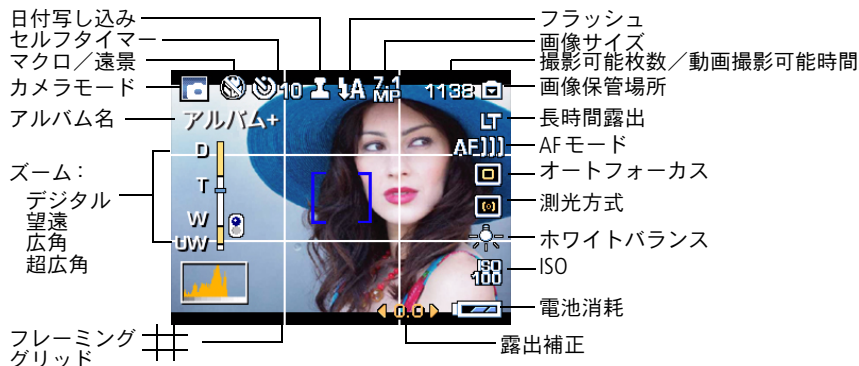 日付写し込み
セルフタイマー
マクロ／遠景
カメラモード
アルバム名
ズーム：
デジタル
望遠
広角
超広角
フレーミング
グリッド
10 A 7.1 MP 1138
アルバム+
LT
AF
D
T
W
UW
ISO
100
0.0
フラッシュ
画像サイズ
撮影可能枚数／動画撮影可能時間
画像保管場所
長時間露出
AFモード
オートフォーカス
測光方式
ホワイトバランス
ISO
電池消耗
露出補正